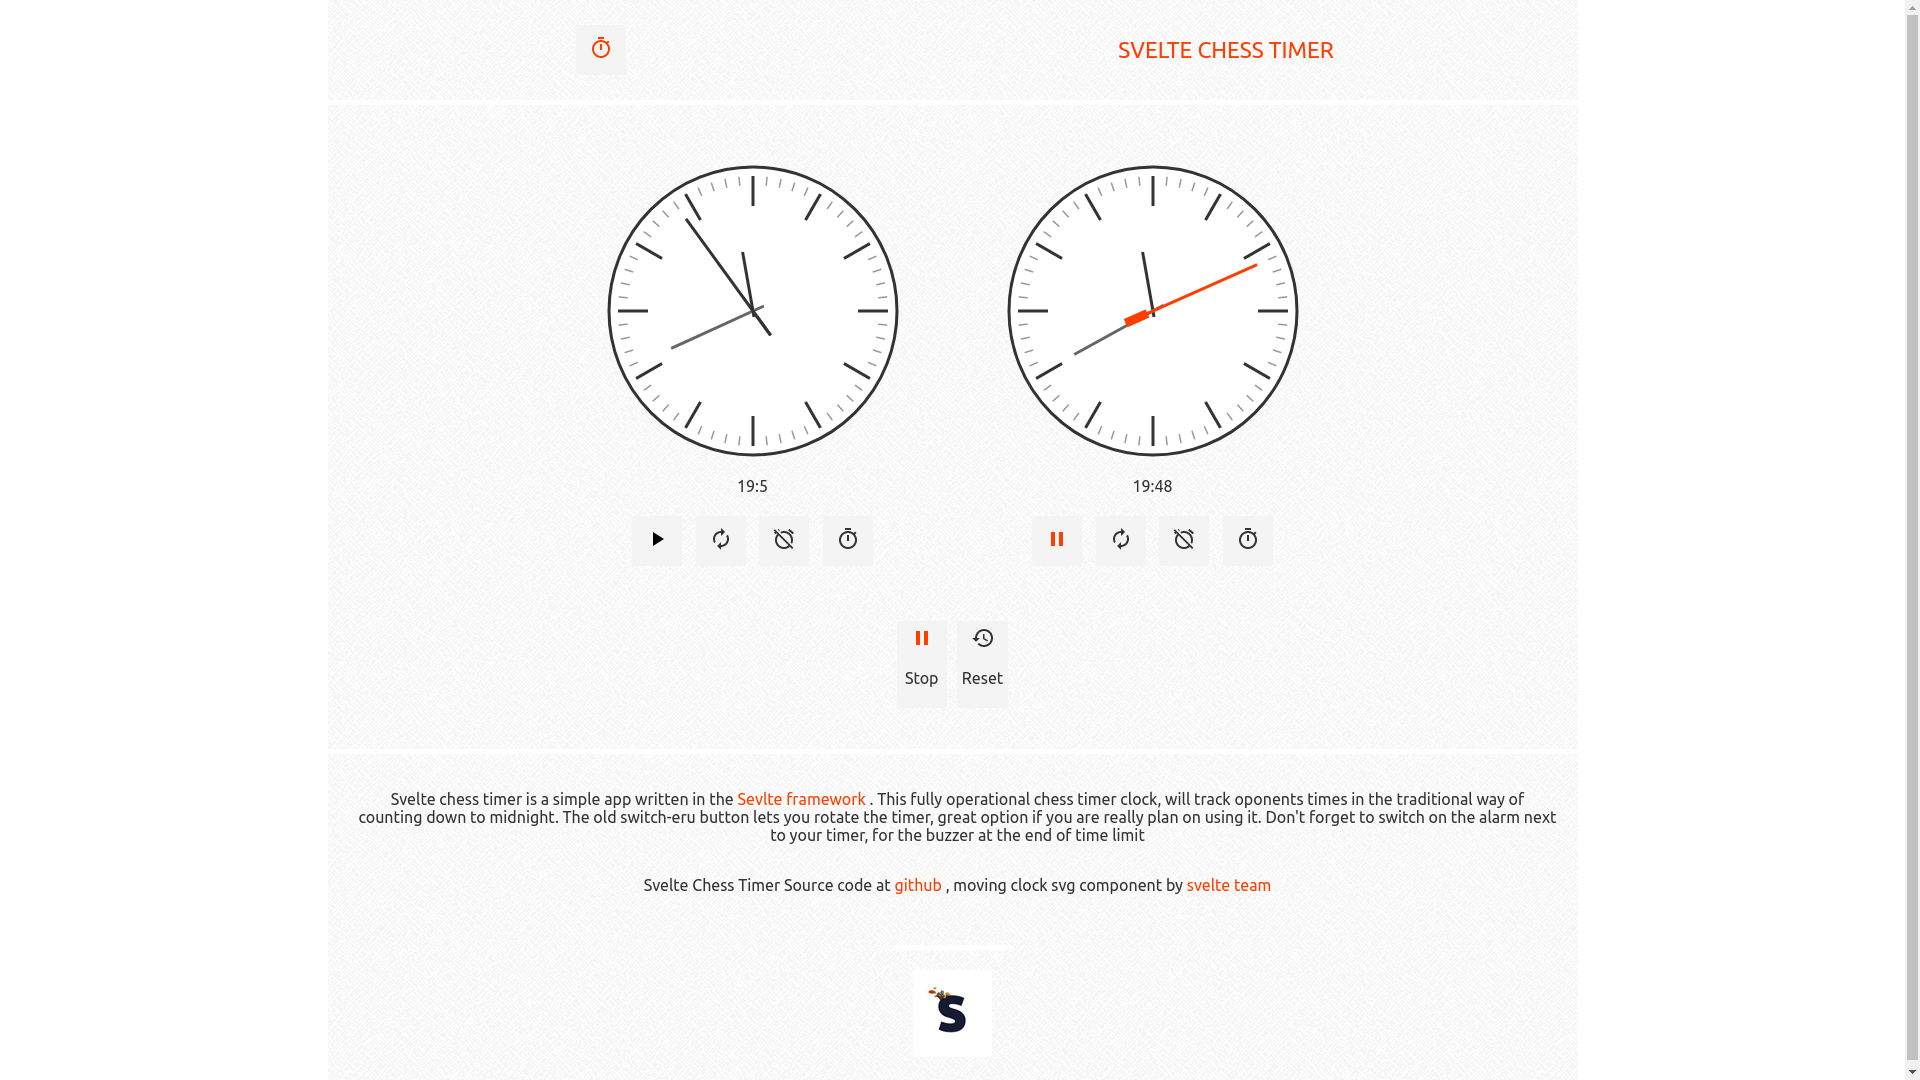 SVELTE CHESS TIMER
19:5
19:48
Stop
Reset
Svelte chess timer is a simple app written in the Sevlte framework . This fully operational chess timer clock, will track oponents times in the traditional way of
counting down to midnight. The old switch-eru button lets you rotate the timer, great option if you are really plan on using it. Don't forget to switch on the alarm next
to your timer, for the buzzer at the end of time limit
Svelte Chess Timer Source code at github , moving clock svg component by svelte team
S